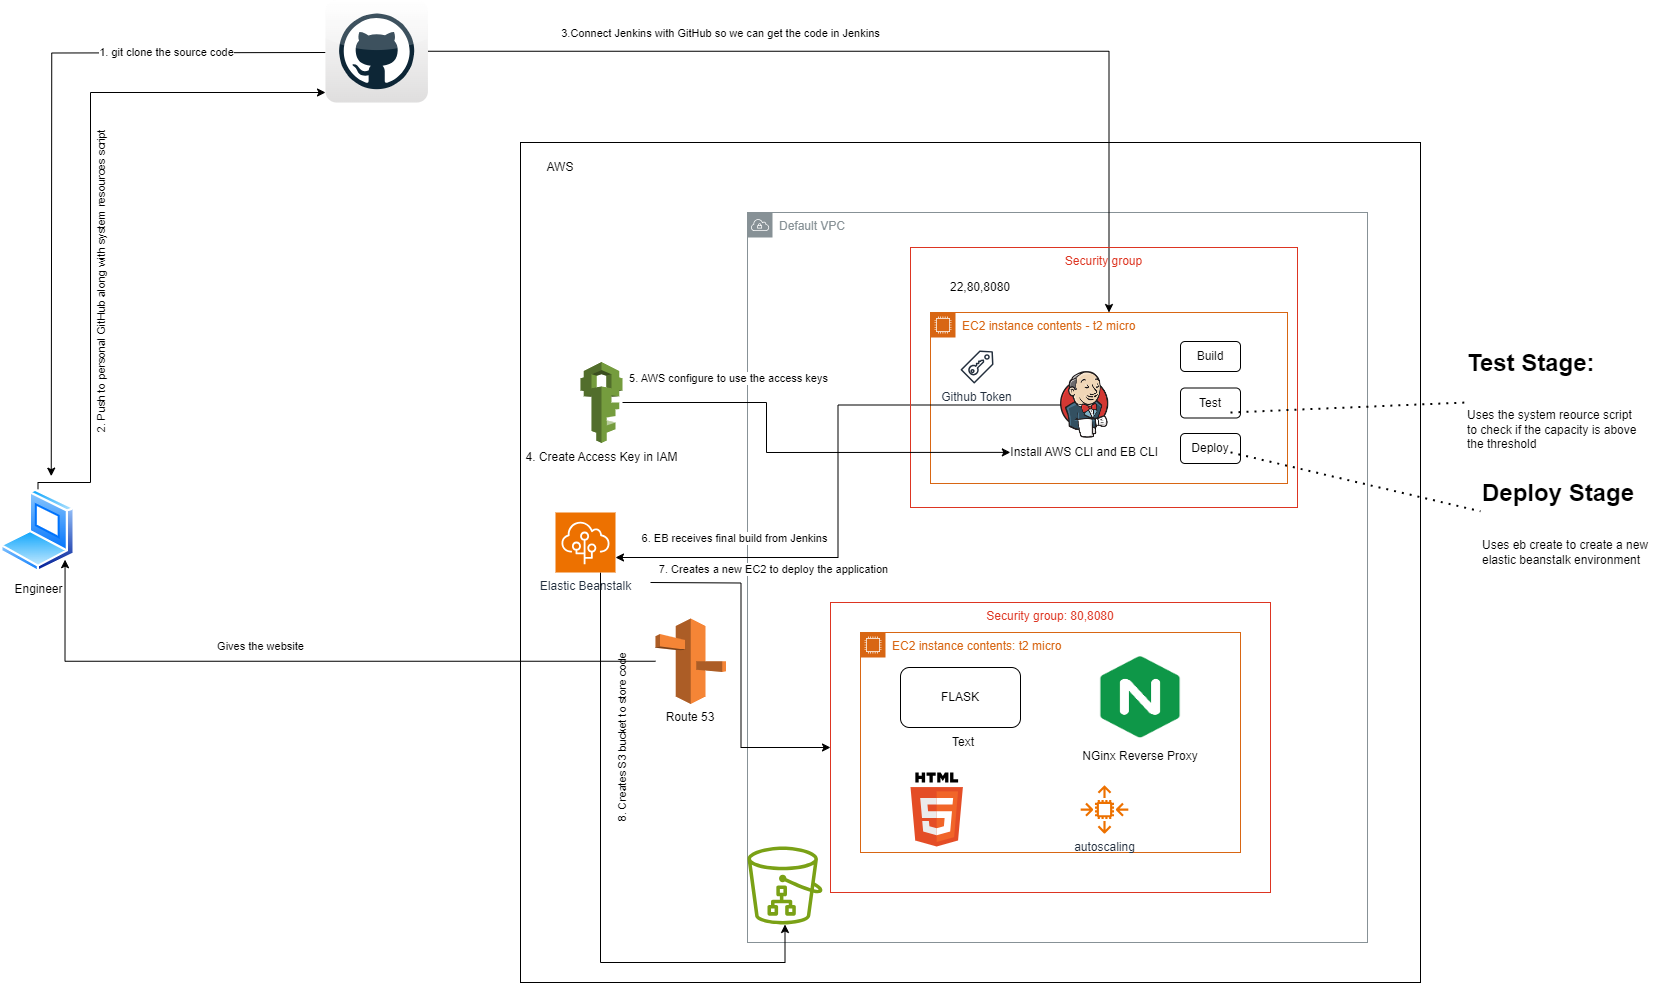 3.Connect Jenkins with GitHub so we can get the code in Jenkins
1. git clone the source code
2. Push to personal GitHub along with system resources script
AWS
Default VPC
Security group
22,80,8080
EC2 instance contents - t2 micro
Build
Github Token
Test
Install AWS CLI and EB CLI
Deploy
Test Stage:
Uses the system reource script
to check if the capacity is above
the threshold
Deploy Stage
Uses eb create to create a new
elastic beanstalk environment
5. AWS configure to use the access keys
4. Create Access Key in IAM
6. EB receives final build from Jenkins
7. Creates a new EC2 to deploy the application
Elastic Beanstalk
Engineer
Gives the website
8. Creates S3 bucket to store code
Route 53
Security group: 80,8080
EC2 instance contents: t2 micro
FLASK
Text
N
NGinx Reverse Proxy
HTML
5
autoscaling